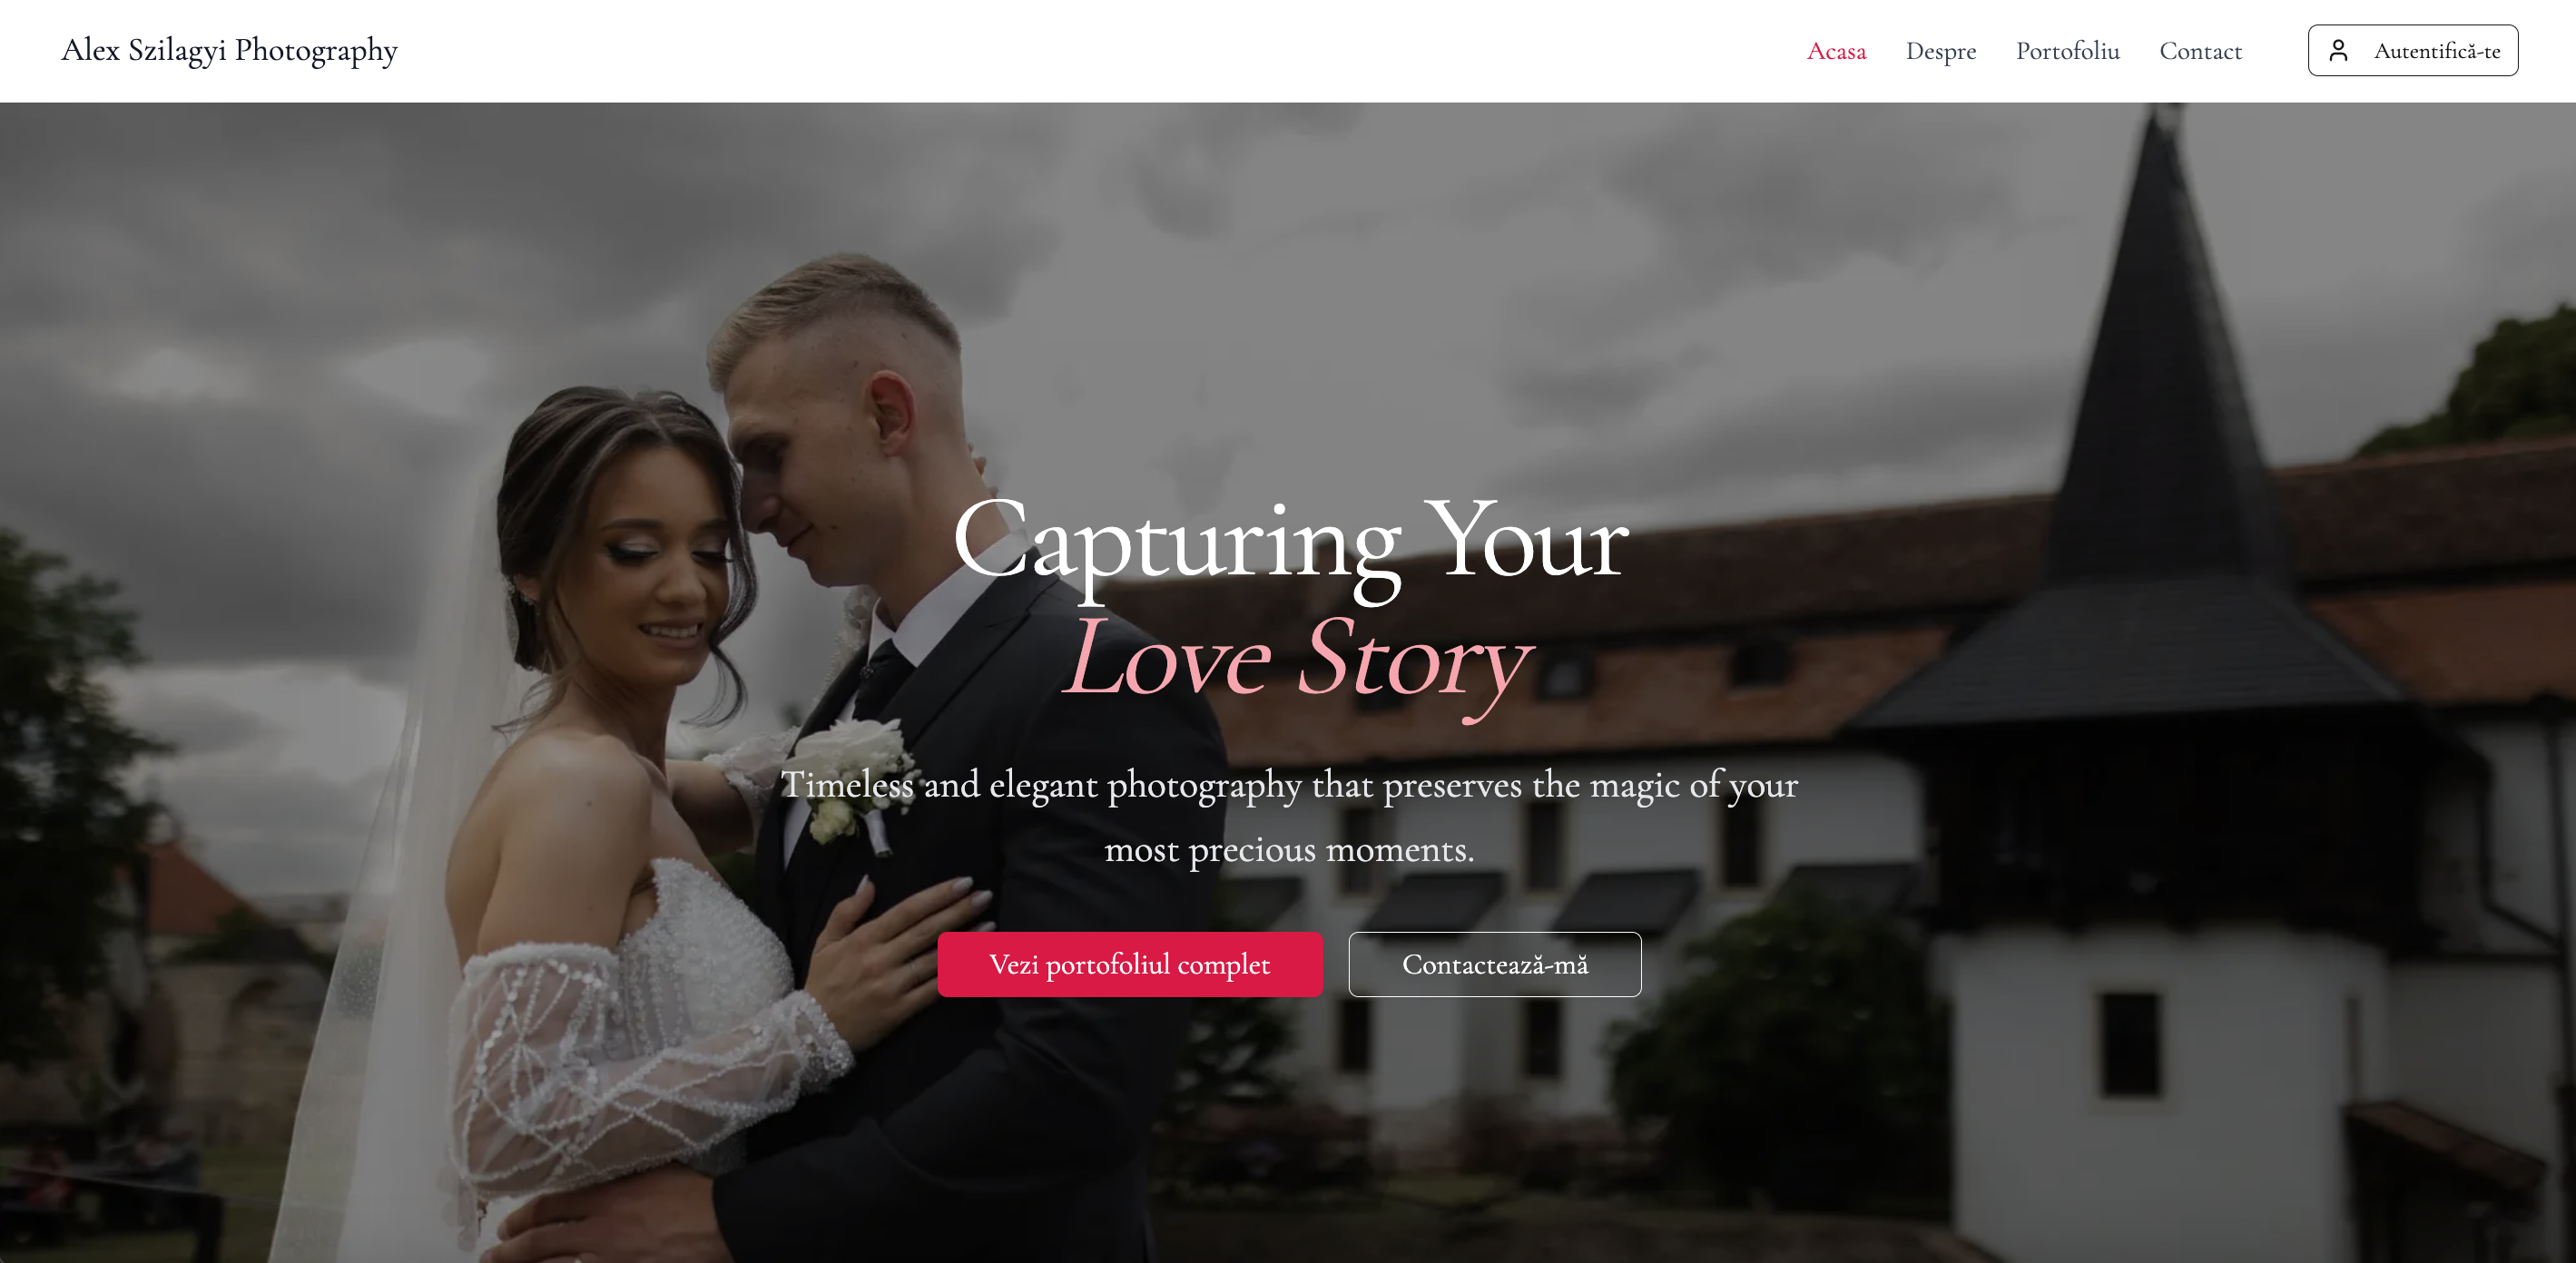 Alex Szilagyi Photography
Acasa
Despre
Portofoliu
Contact
Autentifică-te
Capturing Your
Love Story
Timeless and elegant photography that preserves the magic of your
most precious moments.
Vezi portofoliul complet
Contactează-mă